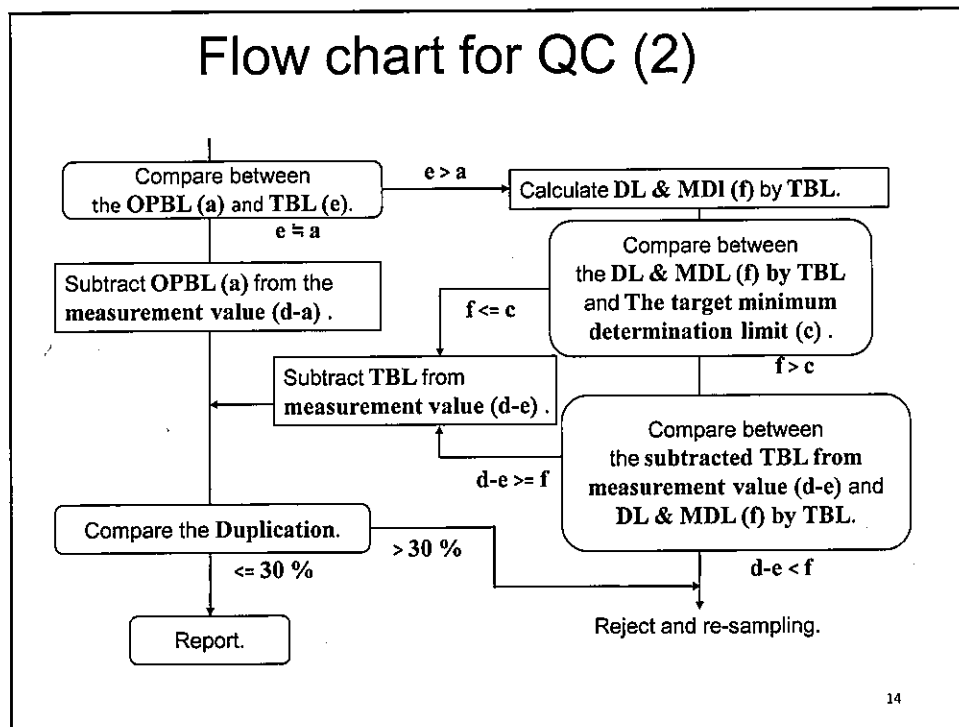 Flow chart for QC (2)
Compare between
the OPBL (a) and TBL (e).
e > a
Calculate DL & MDl (f) by TBL.
e ≒ a
Subtract OPBL (a) from the
measurement value (d-a) .
Compare between
the DL & MDL (f) by TBL
and The target minimum
determination limit (c) .
f <= c
f > c
Subtract TBL from
measurement value (d-e) .
Compare between
the subtracted TBL from
measurement value (d-e) and
DL & MDL (f) by TBL.
d-e >= f
d-e < f
Compare the Duplication.
> 30 %
<= 30 %
Report.
Reject and re-sampling.
14